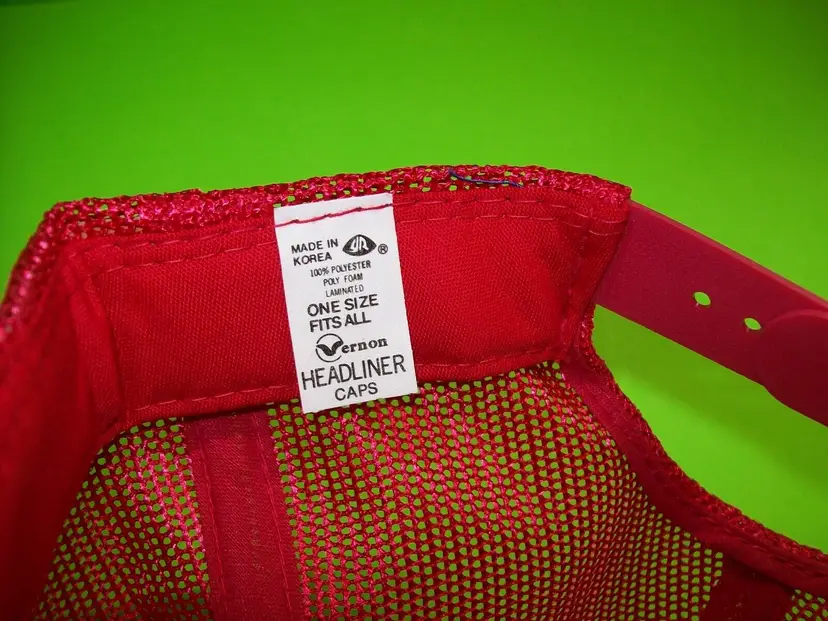 MADE IN
KOREA ®
100% POLYESTER
POLY FOAM
LAMINATED
ONE SIZE
FITS ALL
Vernon
HEADLINER
CAPS